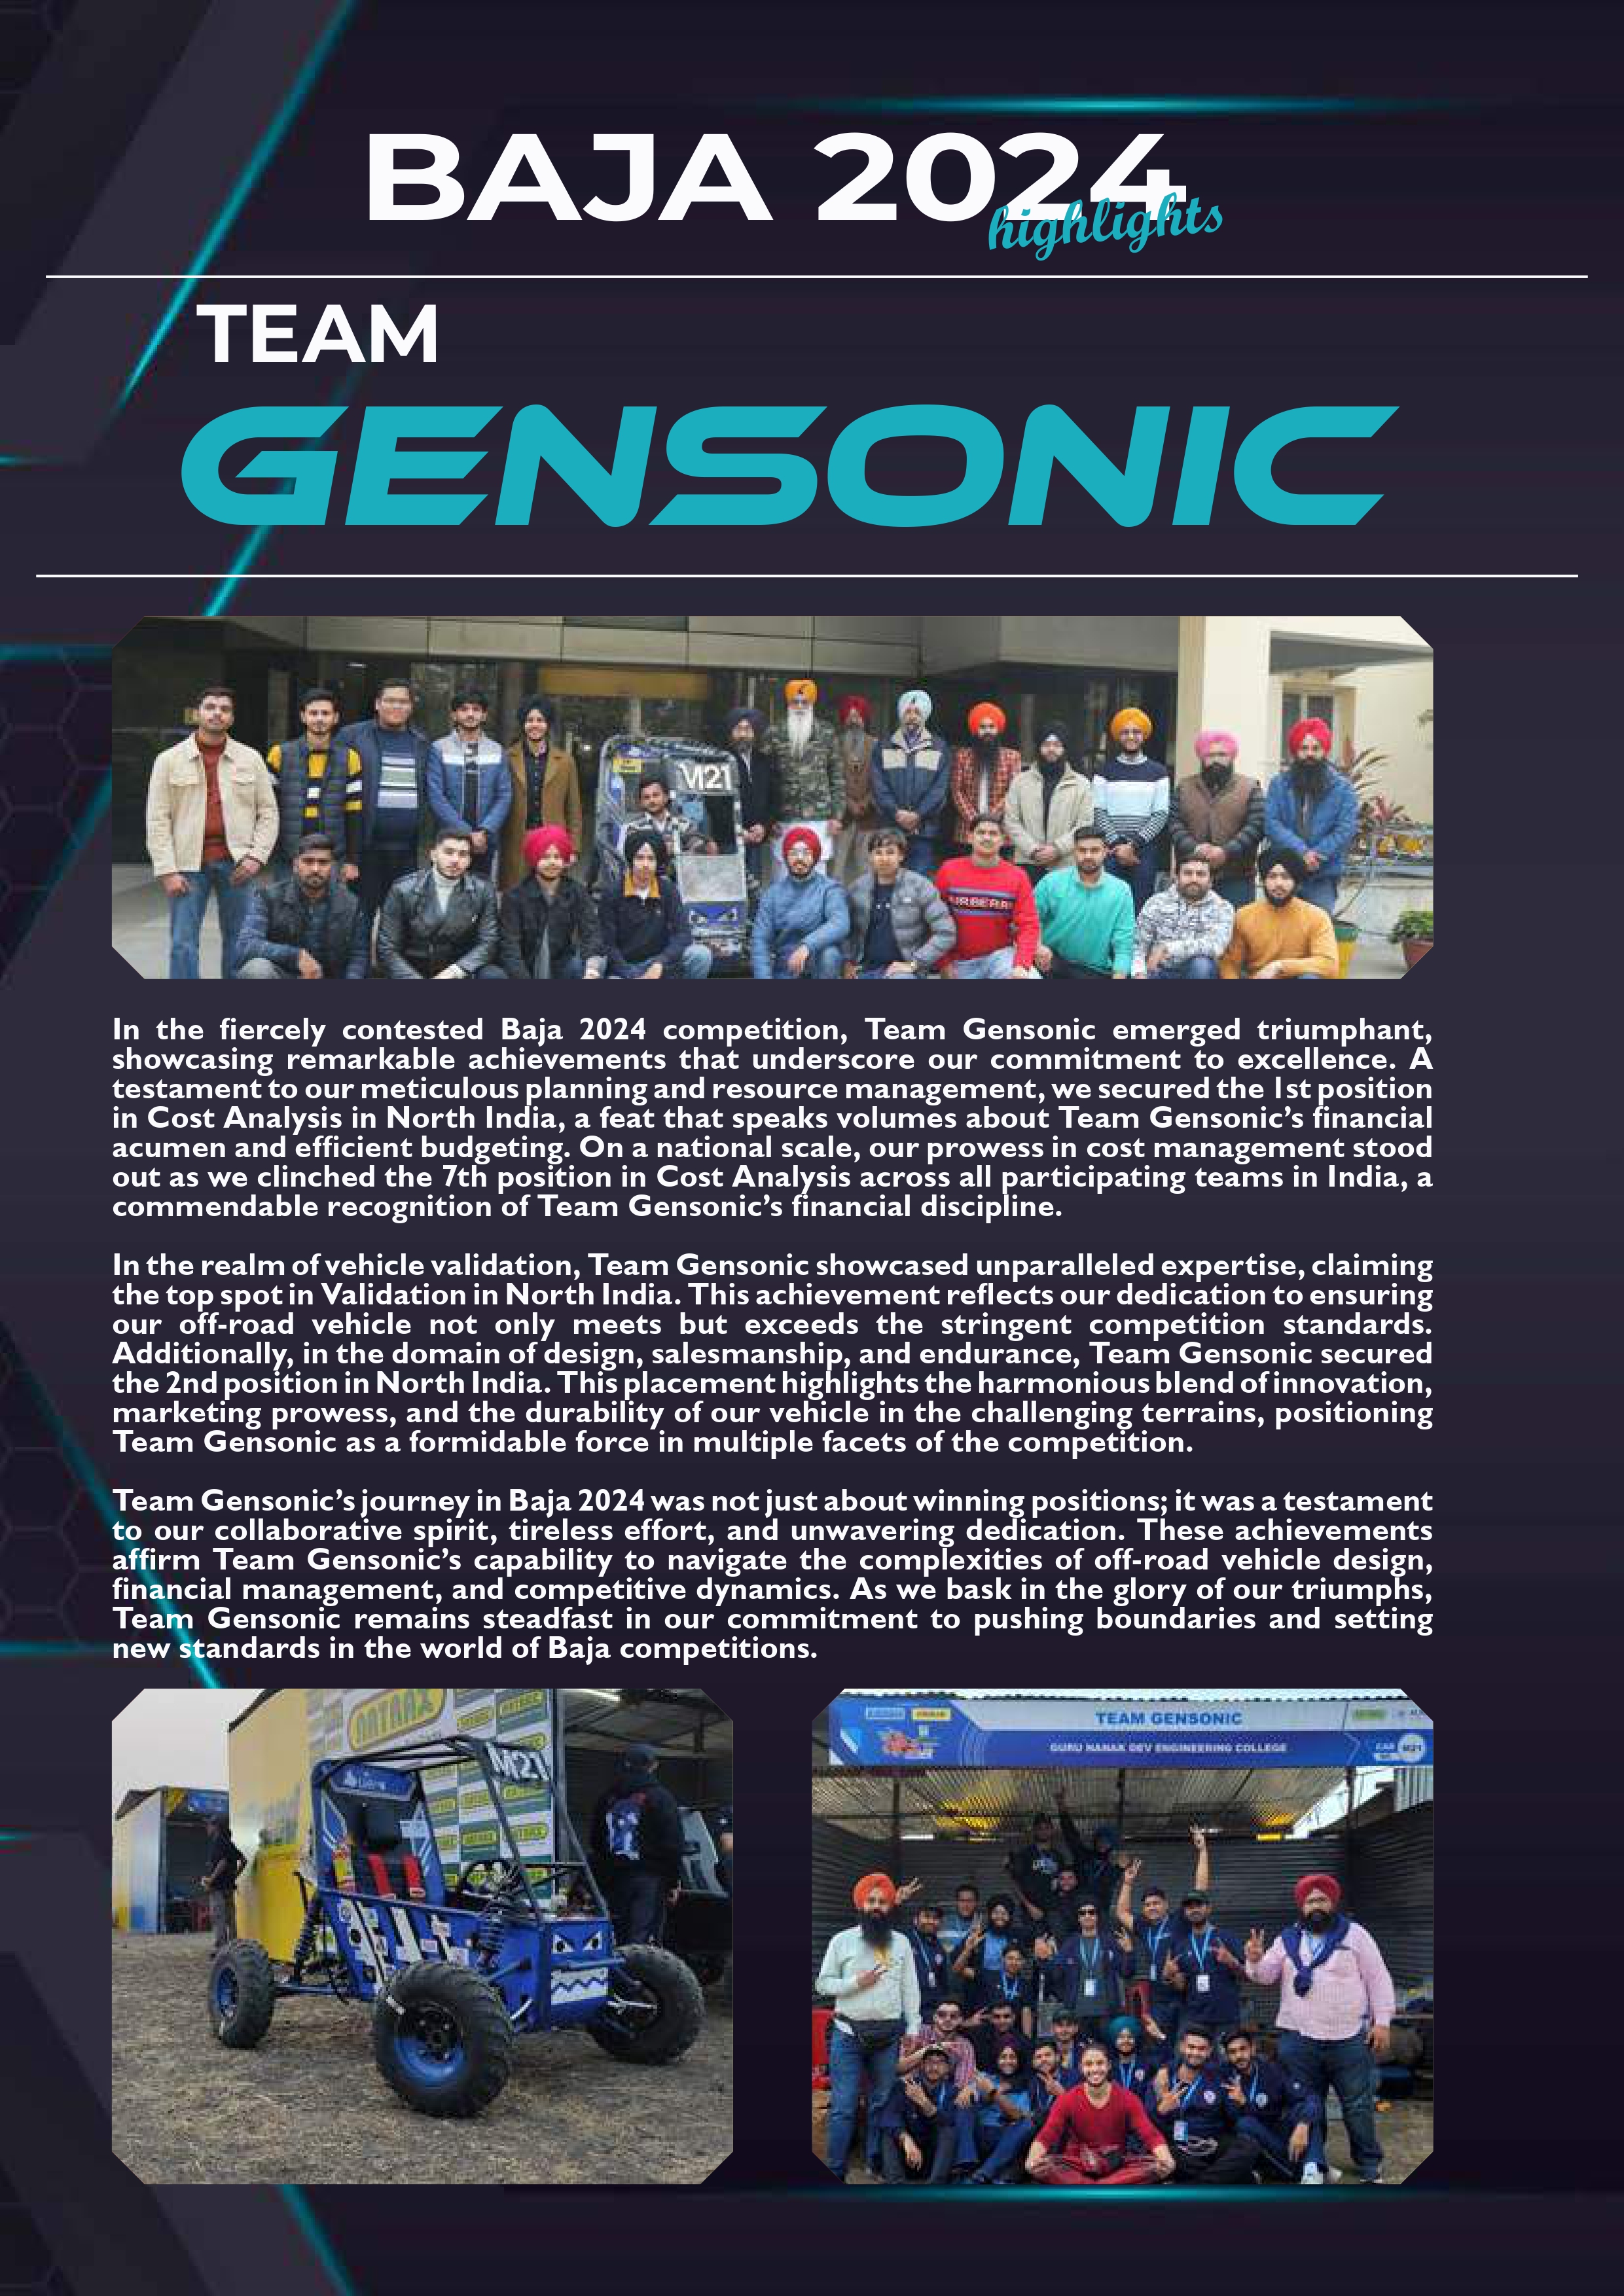 BAJA 2024
highlights
TEAM
GENSONIC
M21
In the fiercely contested Baja 2024 competition, Team Gensonic emerged triumphant,
showcasing remarkable achievements that underscore our commitment to excellence. A
testament to our meticulous planning and resource management, we secured the 1st position
in Cost Analysis in North India, a feat that speaks volumes about Team Gensonic’s financial
acumen and efficient budgeting. On a national scale, our prowess in cost management stood
out as we clinched the 7th position in Cost Analysis across all participating teams in India, a
commendable recognition of Team Gensonic’s financial discipline.
In the realm of vehicle validation, Team Gensonic showcased unparalleled expertise, claiming
the top spot in Validation in North India. This achievement reflects our dedication to ensuring
our off-road vehicle not only meets but exceeds the stringent competition standards.
Additionally, in the domain of design, salesmanship, and endurance, Team Gensonic secured
the 2nd position in North India. This placement highlights the harmonious blend of innovation,
marketing prowess, and the durability of our vehicle in the challenging terrains, positioning
Team Gensonic as a formidable force in multiple facets of the competition.
Team Gensonic’s journey in Baja 2024 was not just about winning positions; it was a testament
to our collaborative spirit, tireless effort, and unwavering dedication. These achievements
affirm Team Gensonic’s capability to navigate the complexities of off-road vehicle design,
financial management, and competitive dynamics. As we bask in the glory of our triumphs,
Team Gensonic remains steadfast in our commitment to pushing boundaries and setting
new standards in the world of Baja competitions.
NATRAX
M21
TEAM GENSONIC
GURU NANAK DEV ENGINEERING COLLEGE
CAR
M21